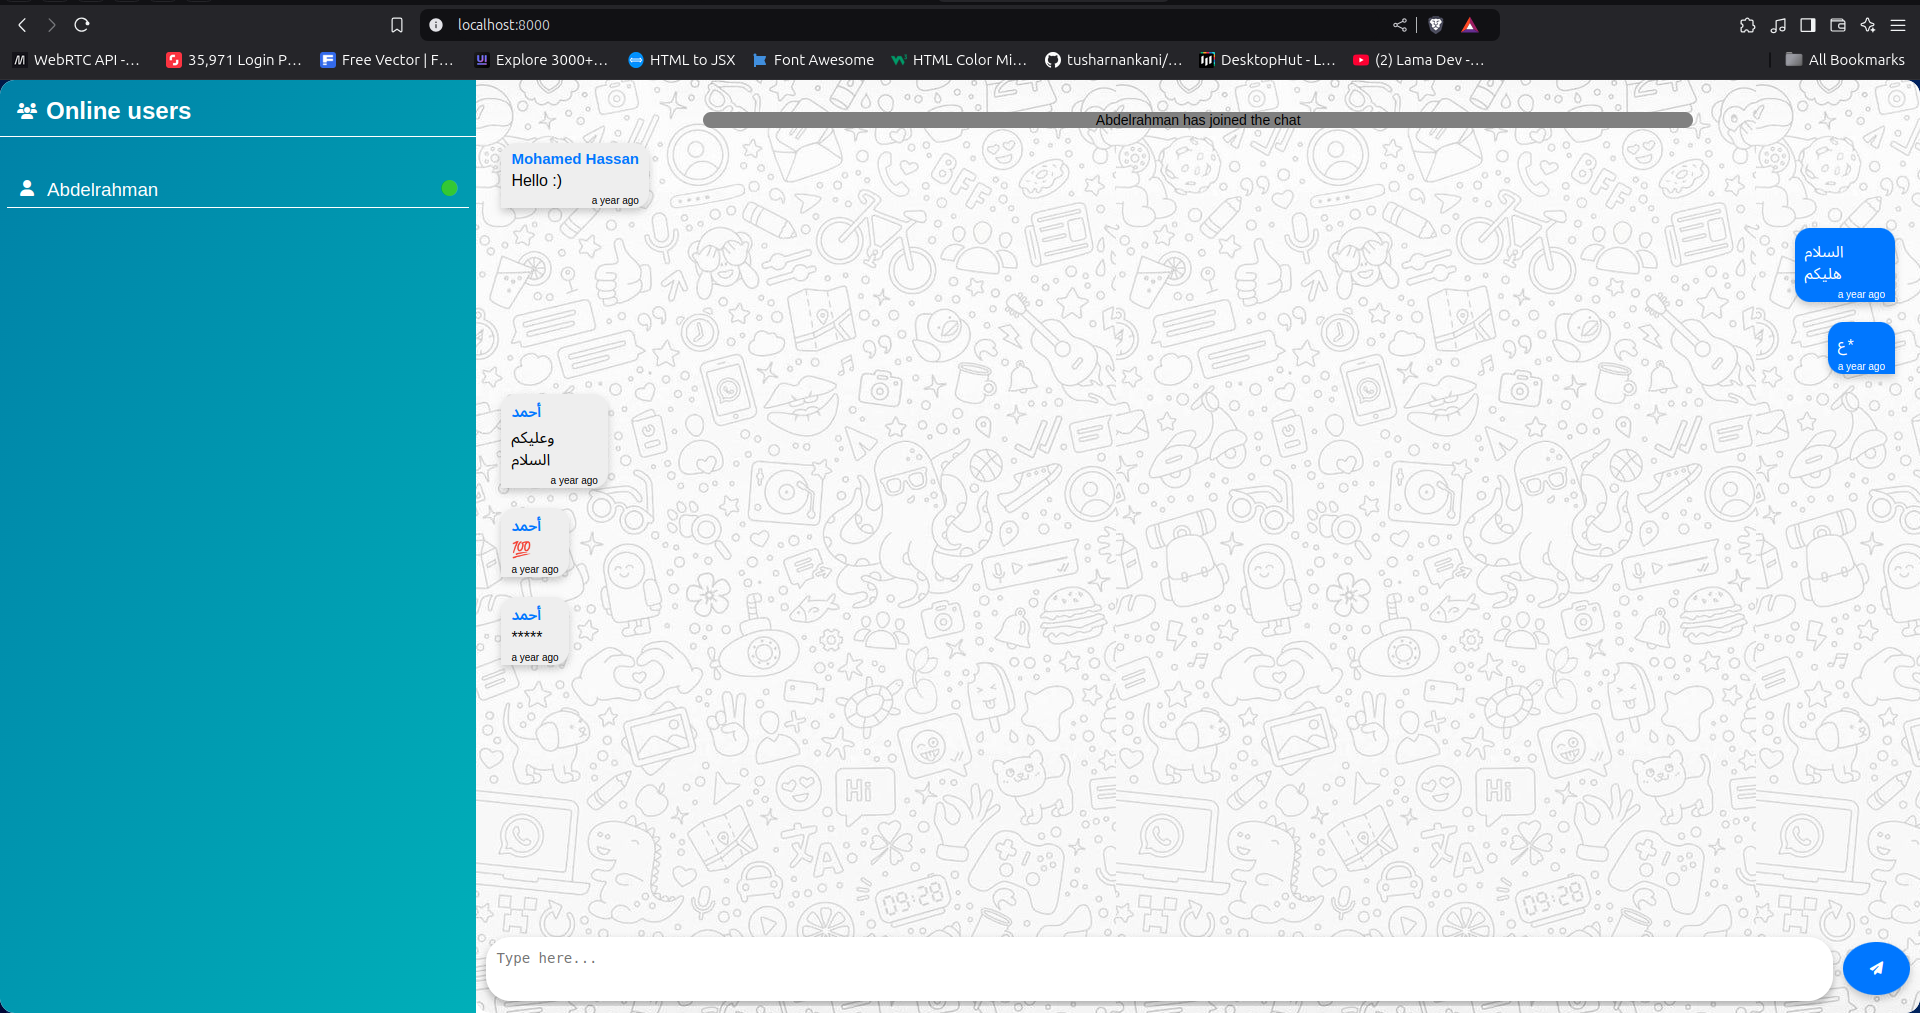 localhost:8000
WebRTC API -...
35,971 Login P...
Free Vector | F...
Explore 3000+...
HTML to JSX
Font Awesome
HTML Color Mi...
tusharnankani/...
DesktopHut - L...
(2) Lama Dev -...
All Bookmarks
Online users
Abdelrahman
Abdelrahman has joined the chat
Mohamed Hassan
Hello :)
a year ago
السلام
هليكم
a year ago
ع*
a year ago
أحمد
وعليكم
السلام
a year ago
أحمد
💯
a year ago
أحمد
*****
a year ago
Type here...